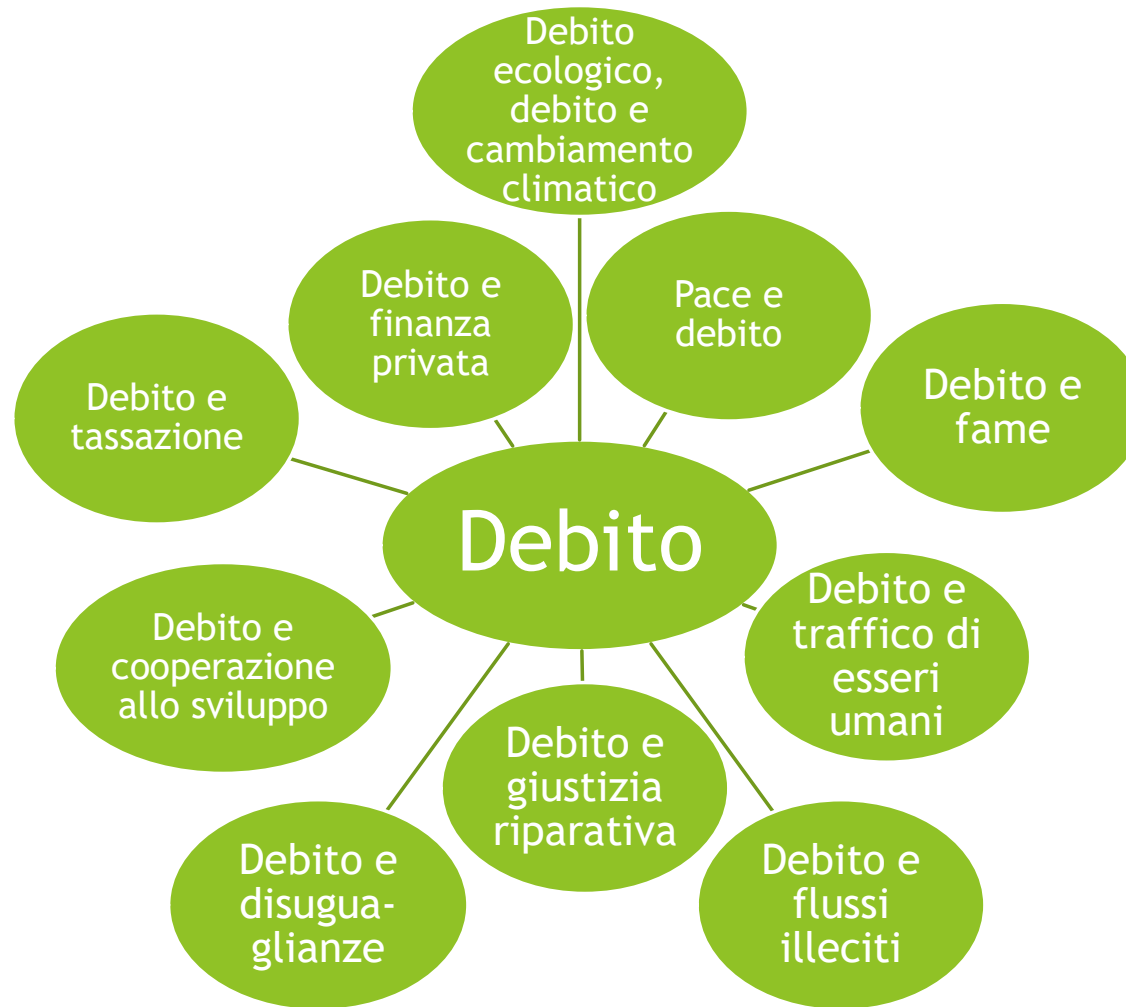 Debito
ecologico,
debito e
cambiamento
climatico
Debito e
finanza
privata
Pace e
debito
Debito e
tassazione
Debito e
fame
Debito
Debito e
cooperazione
allo sviluppo
Debito e
traffico di
esseri
umani
Debito e
giustizia
riparativa
Debito e
disugua-
glianze
Debito e
flussi
illeciti